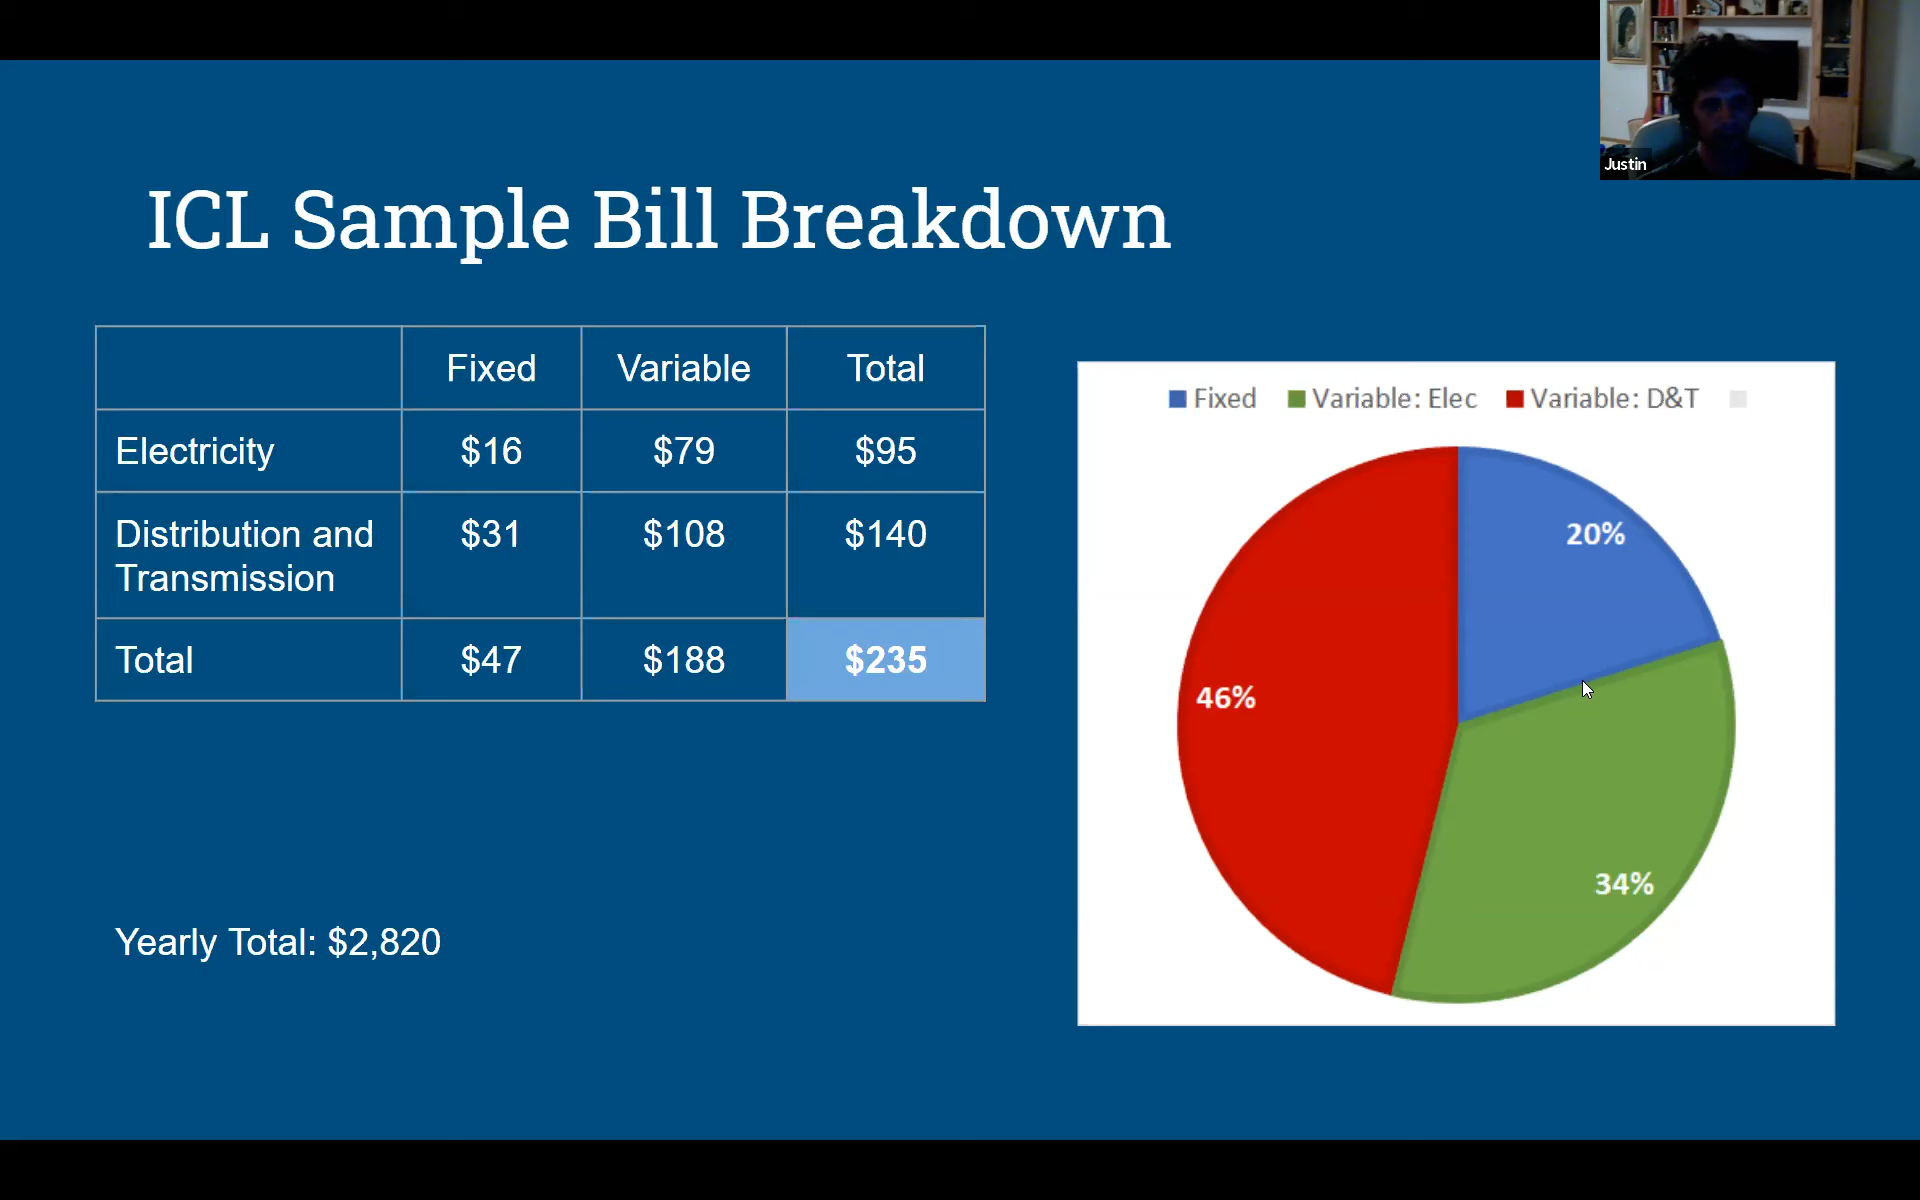 Justin
ICL Sample Bill Breakdown
Fixed Variable Total
Electricity $16 $79 $95
Distribution and
Transmission $31 $108 $140
Total $47 $188 $235
Yearly Total: $2,820
Fixed Variable: Elec Variable: D&T
20%
46%
34%